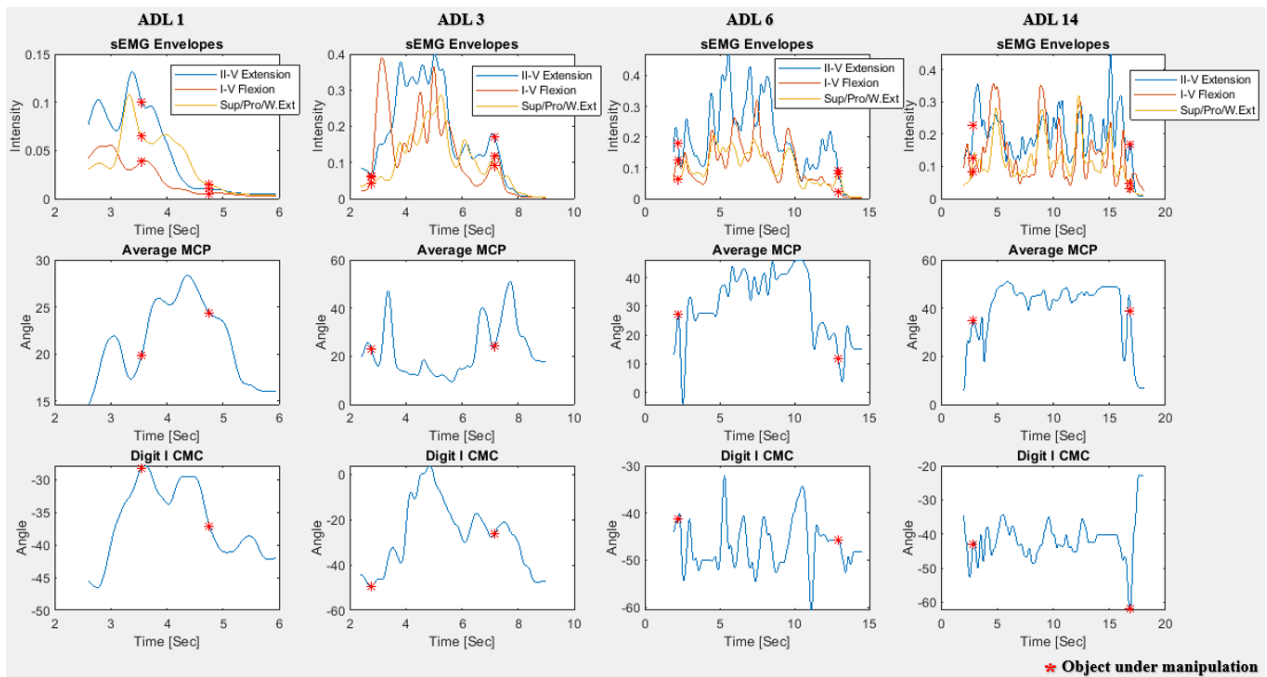 ADL 1
ADL 3
ADL 6
ADL 14
sEMG Envelopes
0.15
0.1
0.05
0
Intensity
II-V Extension
I-V Flexion
Sup/Pro/W.Ext
2 3 4 5 6
Time [Sec]
sEMG Envelopes
0.4
0.3
0.2
0.1
0
Intensity
II-V Extension
I-V Flexion
Sup/Pro/W.Ext
4 6 8 10
Time [Sec]
sEMG Envelopes
0.4
0.3
0.2
0.1
0
Intensity
II-V Extension
I-V Flexion
Sup/Pro/W.Ext
0 5 10 15
Time [Sec]
sEMG Envelopes
0.4
0.3
0.2
0.1
0
Intensity
II-V Extension
I-V Flexion
Sup/Pro/W.Ext
0 5 10 15 20
Time [Sec]
Average MCP
30
25
20
15
Angle
2 3 4 5 6
Time [Sec]
Average MCP
60
40
20
0
Angle
4 6 8 10
Time [Sec]
Average MCP
40
30
20
10
0
Angle
0 5 10 15
Time [Sec]
Average MCP
60
40
20
0
Angle
0 5 10 15 20
Time [Sec]
Digit I CMC
-30
-35
-40
-45
-50
Angle
2 3 4 5 6
Time [Sec]
Digit I CMC
0
-20
-40
-60
Angle
4 6 8 10
Time [Sec]
Digit I CMC
-30
-40
-50
-60
Angle
0 5 10 15
Time [Sec]
Digit I CMC
-20
-30
-40
-50
-60
Angle
0 5 10 15 20
Time [Sec]
* Object under manipulation